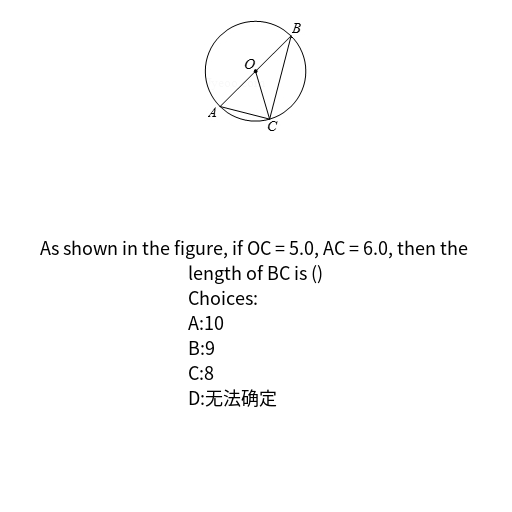 B
O
A
C
As shown in the figure, if OC = 5.0, AC = 6.0, then the
length of BC is ()
Choices:
A:10
B:9
C:8
D:无法确定